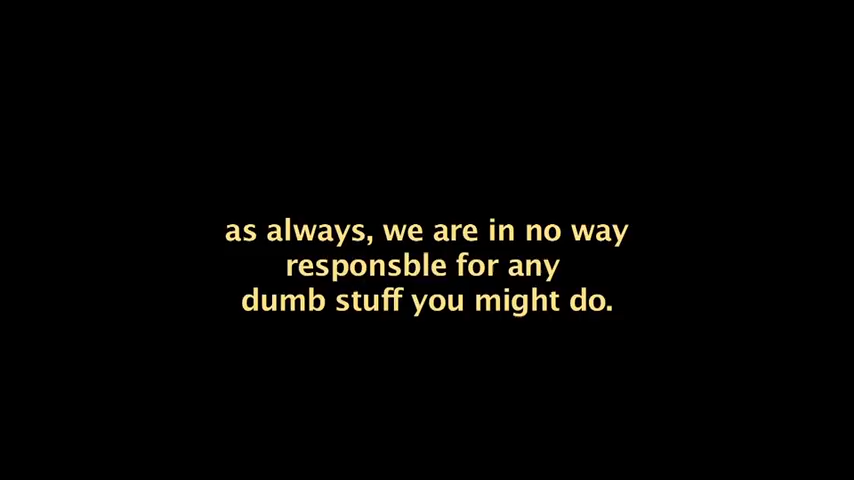 as always, we are in no way
responsble for any
dumb stuff you might do.